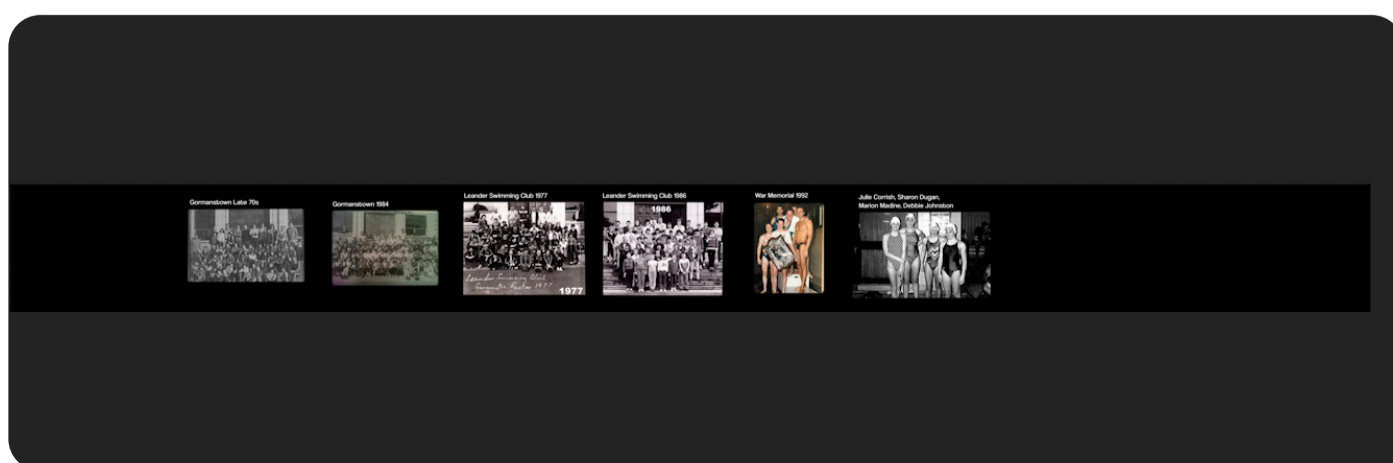 Gormanstown Late 70s
Gormanstown 1984
Leander Swimming Club 1977
Leander Swimming Club
1977
Leander Swimming Club 1986
1986
War Memorial 1992
Julie Corrish, Sharon Dugan,
Marion Madine, Debbie Johnston